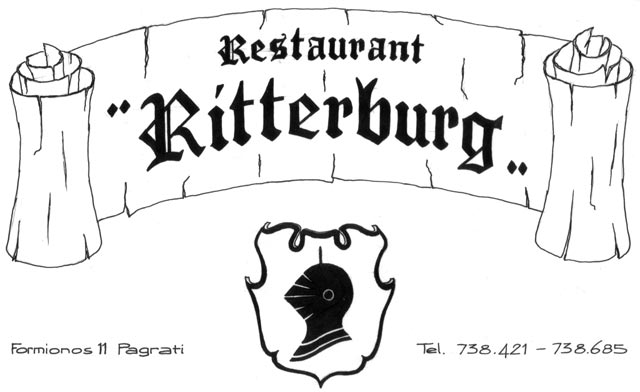 Restaurant
"Ritterburg„
Formionos 11 Pagrati
Tel. 738.421 - 738.685